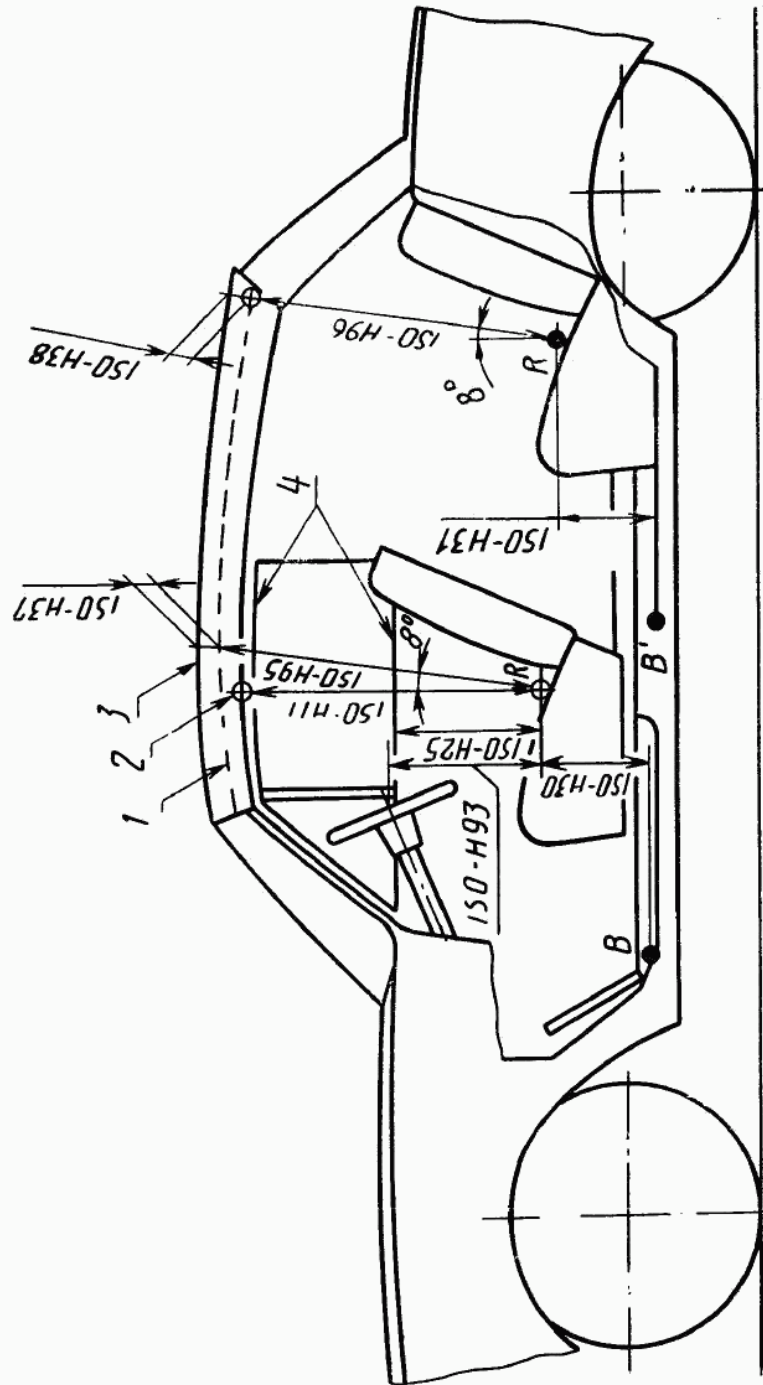 1
2
3
ISO-H37
ISO-H38
4
ISO-H95
ISO-H11
8°
R
ISO-H96
8°
R
ISO-H25
ISO-H93
ISO-H30
ISO-H31
B
B'